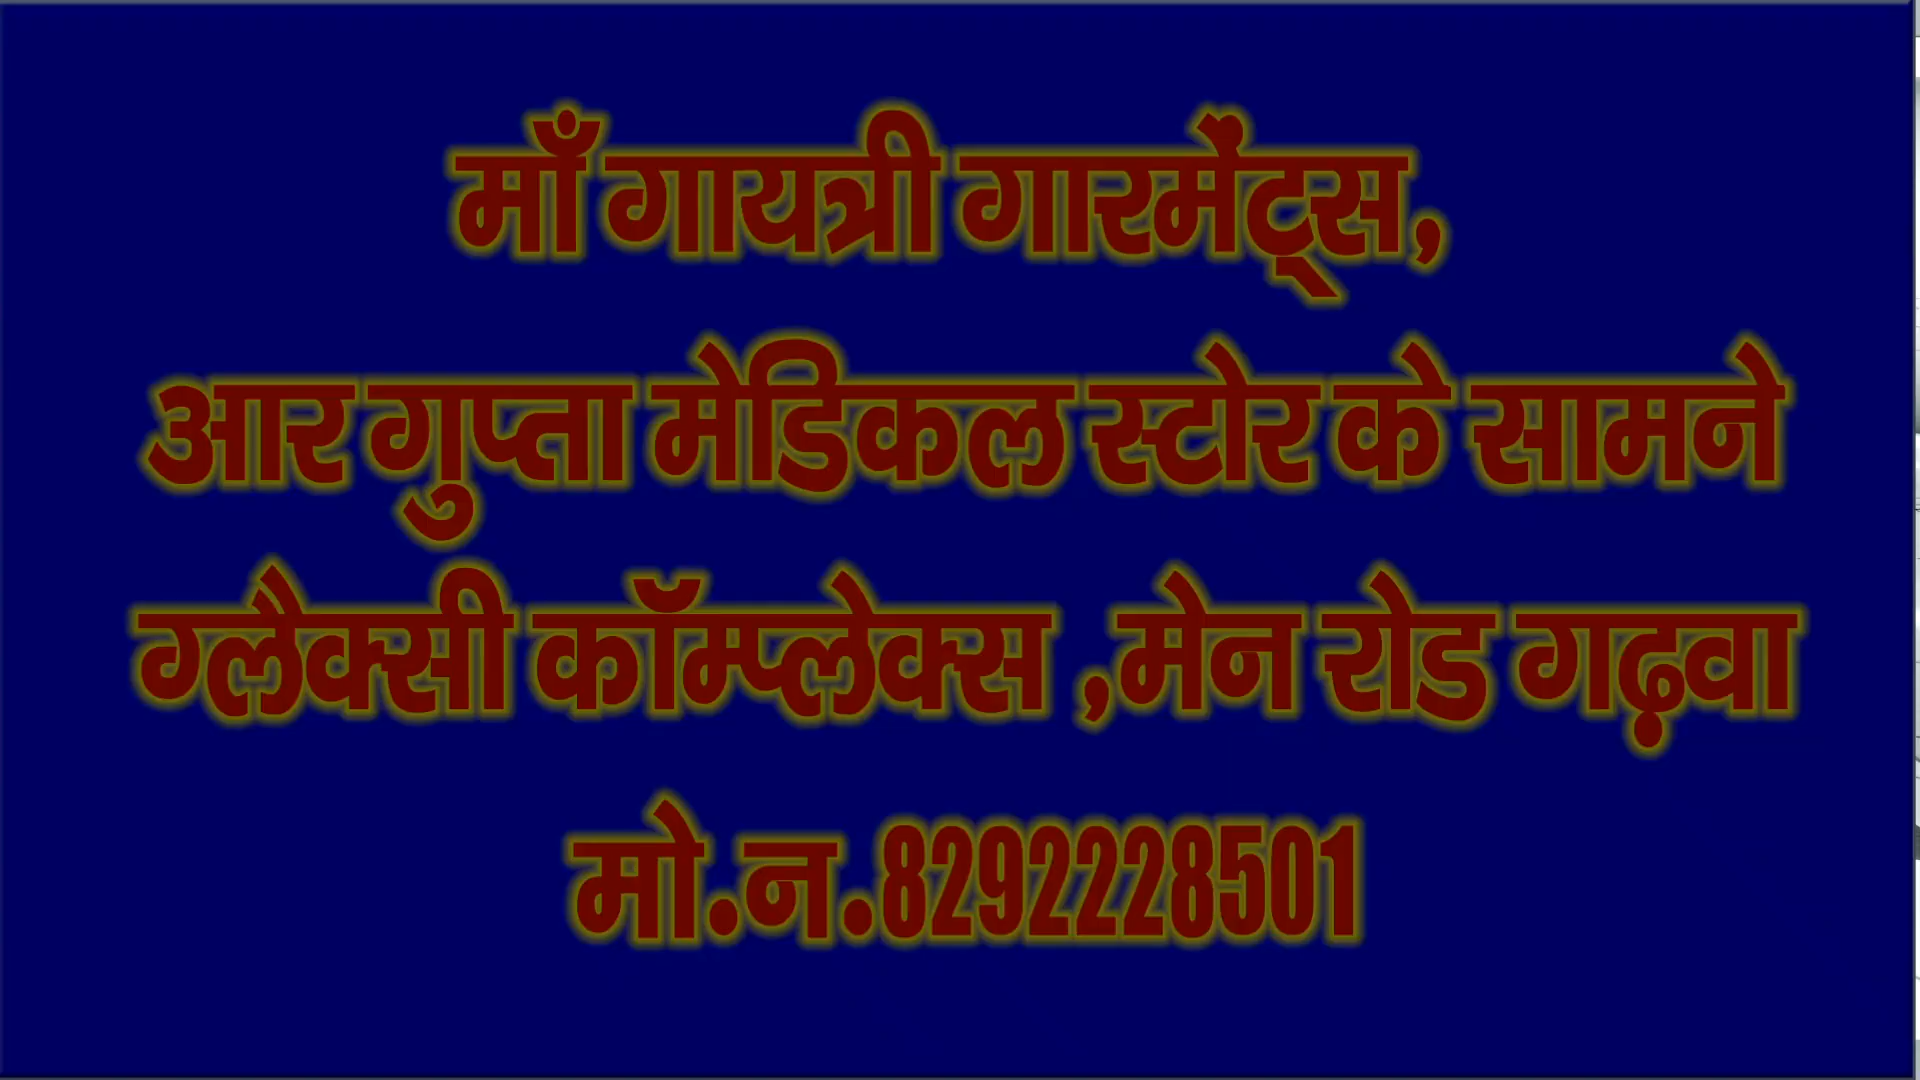 माँ गायत्री गारमेंट्स,
आर गुप्ता मेडिकल स्टोर के सामने
ग्लैक्सी कॉम्प्लेक्स ,मेन रोड गढ़वा
मो.न.8292228501